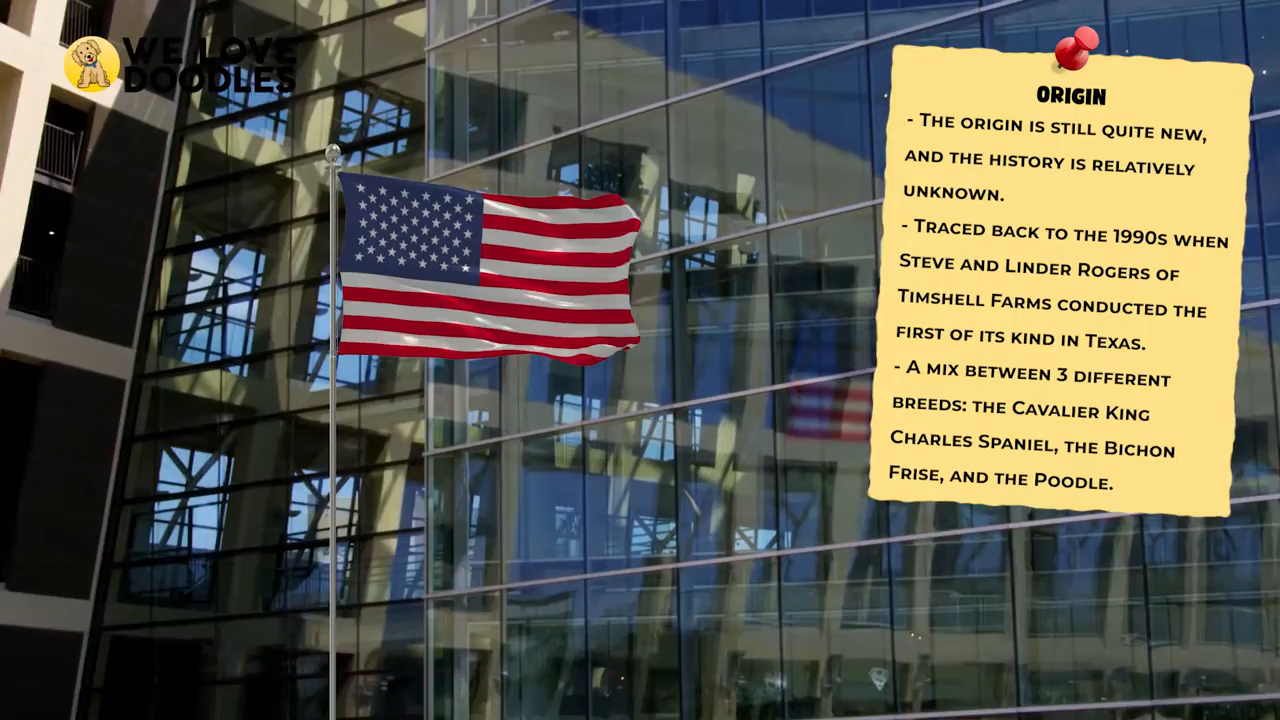 WE LOVE
DOODLES
ORIGIN
- THE ORIGIN IS STILL QUITE NEW,
AND THE HISTORY IS RELATIVELY
UNKNOWN.
- TRACED BACK TO THE 1990S WHEN
STEVE AND LINDER ROGERS OF
TIMSHELL FARMS CONDUCTED THE
FIRST OF ITS KIND IN TEXAS.
- A MIX BETWEEN 3 DIFFERENT
BREEDS: THE CAVALIER KING
CHARLES SPANIEL, THE BICHON
FRISE, AND THE POODLE.